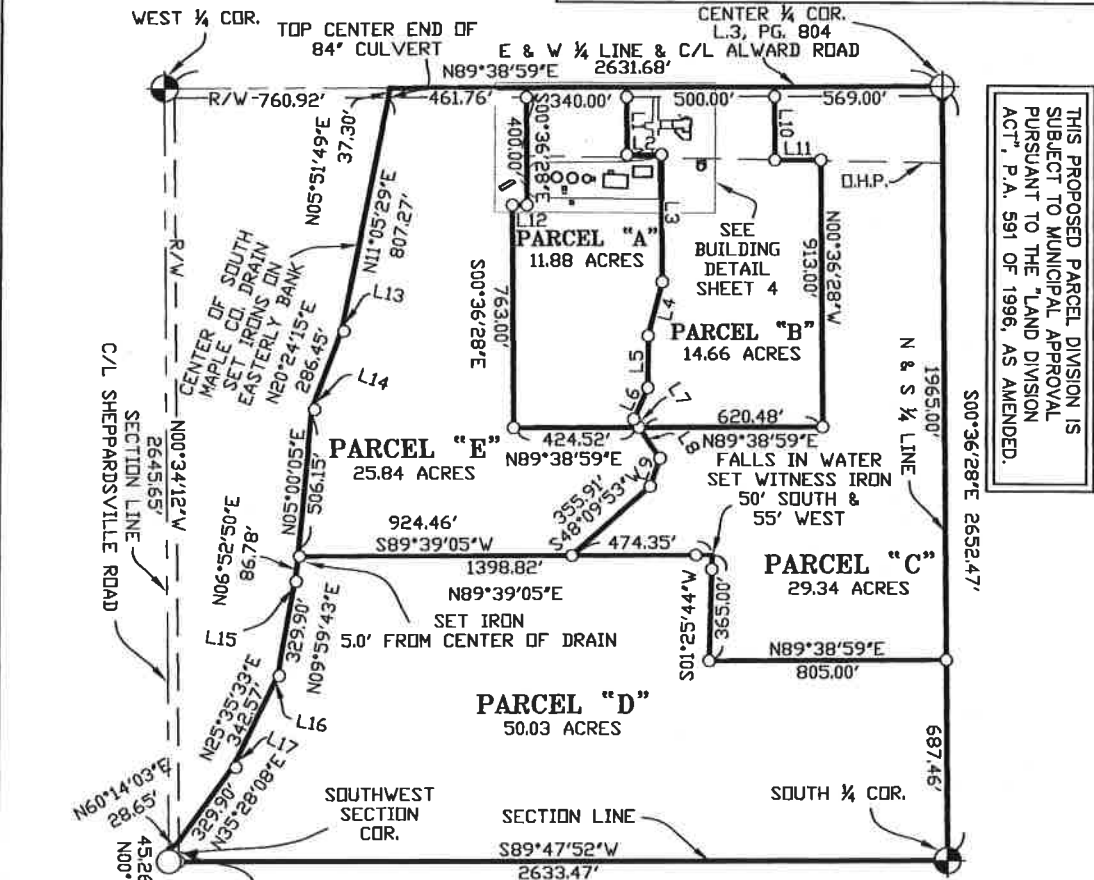 WEST ¼ COR.
TOP CENTER END OF
84" CULVERT
CENTER ¼ COR.
L.3, PG. 804
E & W ¼ LINE & C/L ALWARD ROAD
N89°38'59"E
2631.68'
R/W
760.92'
461.76'
340.00'
500.00'
569.00'
THIS PROPOSED PARCEL DIVISION IS
SUBJECT TO MUNICIPAL APPROVAL
PURSUANT TO THE "LAND DIVISION
ACT", P.A. 591 OF 1996, AS AMENDED.
N05°51'49"E
37.30'
S00°36'28"E
400.00'
L1
L2
L10
L11
O.H.P.
N11°05'29"E
807.27'
L12
L3
PARCEL "A"
11.88 ACRES
SEE
BUILDING
DETAIL
SHEET 4
N00°36'28"W
913.00'
R/W
CENTER OF SOUTH
MAPLE CO. DRAIN
SET IRONS ON
EASTERLY BANK
N20°24'15"E
286.45'
L13
S00°36'28"E
763.00'
L4
PARCEL "B"
14.66 ACRES
N & S ¼ LINE
1965.00'
S00°36'28"E 2652.47'
C/L SHEPPARDSVILLE ROAD
SECTION LINE
2645.65'
N00°34'12"W
L14
L5
L6
L7
L8
L9
620.48'
N89°38'59"E
424.52'
N89°38'59"E
PARCEL "E"
25.84 ACRES
FALLS IN WATER
SET WITNESS IRON
50' SOUTH &
55' WEST
N05°00'05"E
506.15'
355.91'
S48°09'53"W
924.46'
S89°39'05"W
474.35'
1398.82'
N89°39'05"E
PARCEL "C"
29.34 ACRES
N06°52'50"E
86.78'
L15
SET IRON
5.0' FROM CENTER OF DRAIN
S01°25'44"W
365.00'
329.90'
N09°59'43"E
N89°38'59"E
805.00'
L16
PARCEL "D"
50.03 ACRES
N25°35'33"E
342.57'
L17
687.46'
N60°14'03"E
28.65'
329.90'
N35°28'08"E
SOUTHWEST
SECTION
COR.
SECTION LINE
SOUTH ¼ COR.
S89°47'52"W
2633.47'
45.26
N00°